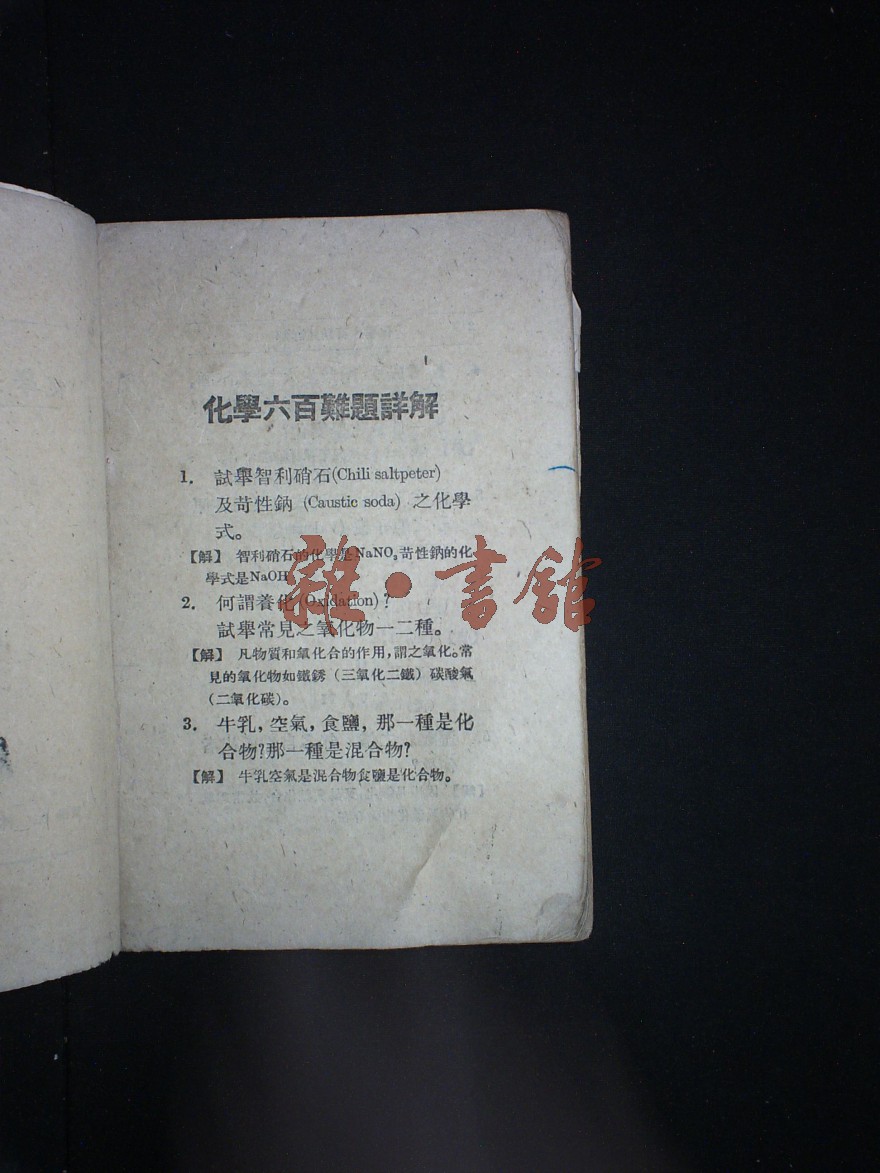 化學六百難題詳解
1. 試舉智利硝石(Chili saltpeter)
及苛性鈉 (Caustic soda) 之化學
式。
【解】 智利硝石的化學是NaNO₃苛性鈉的化
學式是NaOH
2. 何謂養化(Oxidation)?
試舉常見之氧化物一二種。
【解】 凡物質和氧化合的作用,謂之氧化。常
見的氧化物如鐵銹(三氧化二鐵)碳酸氣
(二氧化碳)。
3. 牛乳,空氣,食鹽,那一種是化
合物?那一種是混合物?
【解】 牛乳空氣是混合物食鹽是化合物。
雜·書館